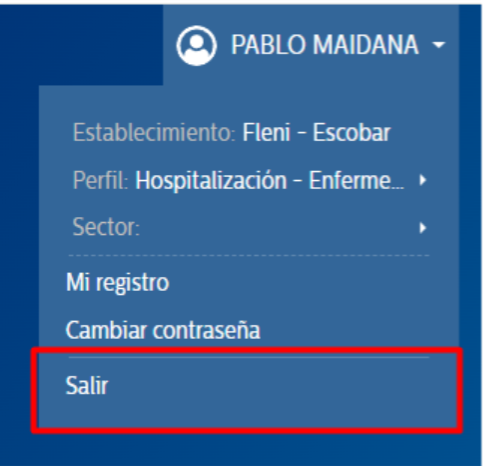 PABLO MAIDANA
Establecimiento: Fleni - Escobar
Perfil: Hospitalización - Enferme...
Sector:
Mi registro
Cambiar contraseña
Salir